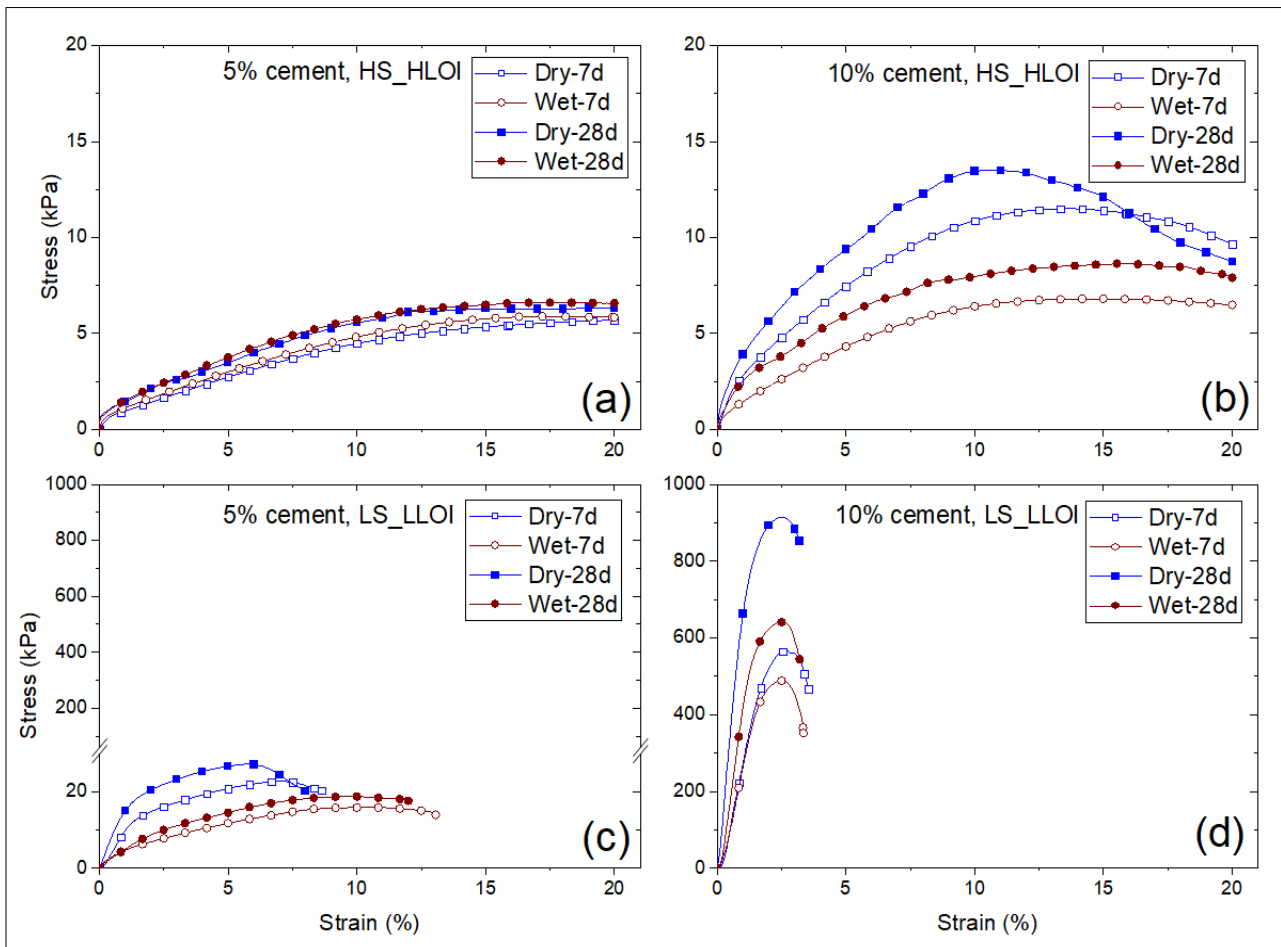 5% cement, HS_HLOI
Dry-7d
Wet-7d
Dry-28d
Wet-28d
(a)
20
15
10
5
0
0
5
10
15
20
Stress (kPa)
10% cement, HS_HLOI
Dry-7d
Wet-7d
Dry-28d
Wet-28d
(b)
20
15
10
5
0
0
5
10
15
20
5% cement, LS_LLOI
Dry-7d
Wet-7d
Dry-28d
Wet-28d
(c)
1000
800
600
400
200
20
0
0
5
10
15
20
Stress (kPa)
Strain (%)
10% cement, LS_LLOI
Dry-7d
Wet-7d
Dry-28d
Wet-28d
(d)
1000
800
600
400
200
0
0
5
10
15
20
Strain (%)